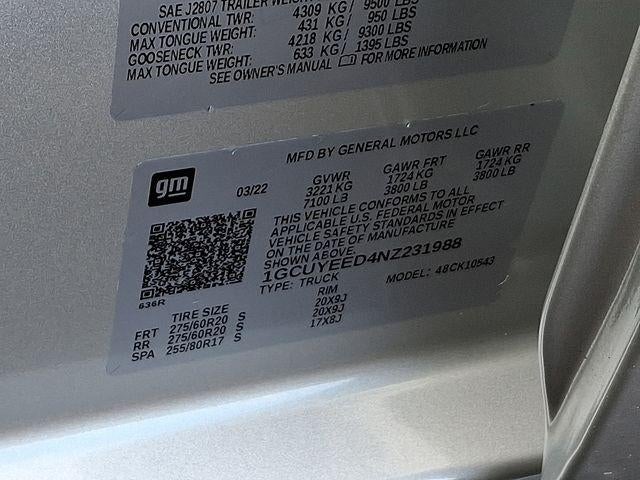 SAE J2807 TRAILER WEIGHT
CONVENTIONAL TWR: 4309 KG/ 9500 LBS
MAX TONGUE WEIGHT: 431 KG/ 950 LBS
GOOSENECK TWR: 4218 KG/ 9300 LBS
MAX TONGUE WEIGHT: 633 KG/ 1395 LBS
SEE OWNER'S MANUAL FOR MORE INFORMATION
MFD BY GENERAL MOTORS LLC
gm
03/22
GVWR GAWR FRT GAWR RR
3221 KG 1724 KG 1724 KG
7100 LB 3800 LB 3800 LB
THIS VEHICLE CONFORMS TO ALL
APPLICABLE U.S. FEDERAL MOTOR
VEHICLE SAFETY STANDARDS IN EFFECT
ON THE DATE OF MANUFACTURE
SHOWN ABOVE.
1GCUYEED4NZ231988
TYPE: TRUCK MODEL: 48CK10543
636R
TIRE SIZE RIM
FRT 275/60R20 S 20X9J
RR 275/60R20 S 20X9J
SPA 255/80R17 S 17X8J